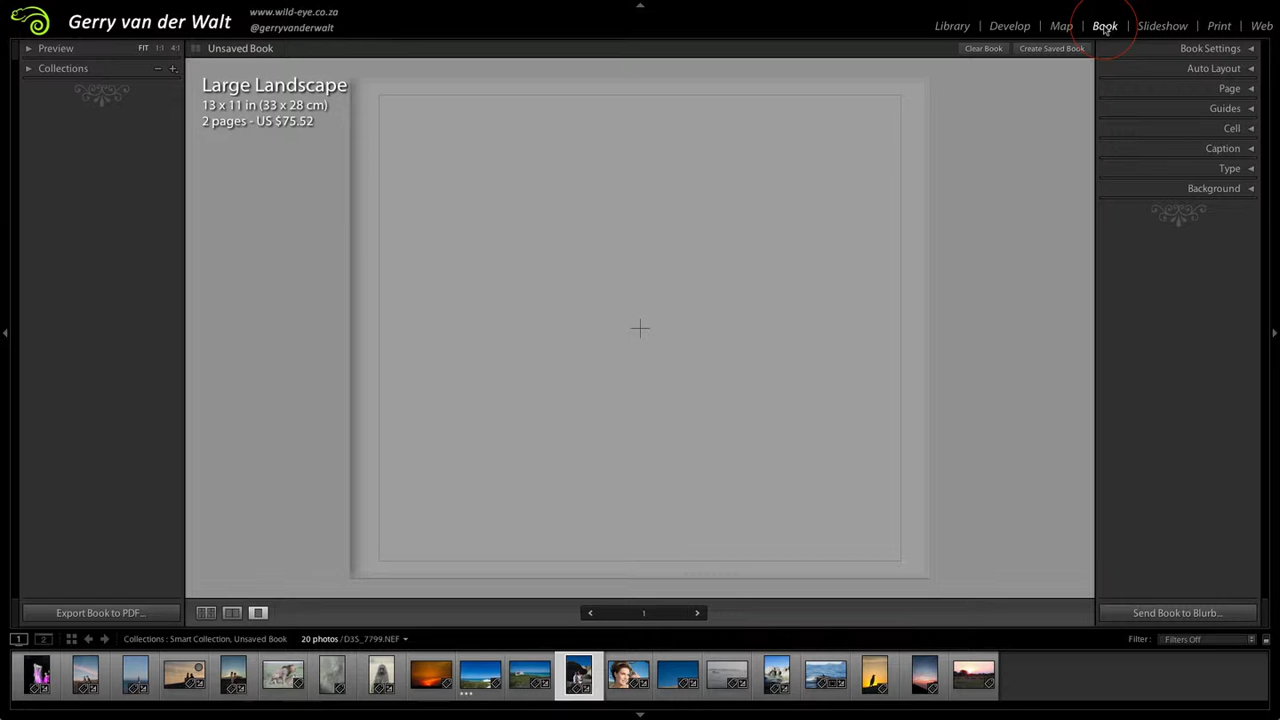 Gerry van der Walt
www.wild-eye.co.za
@gerryvanderwalt
Library | Develop | Map | Book | Slideshow | Print | Web
Preview FIT 1:1 4:1
Collections
Unsaved Book
Clear Book
Create Saved Book
Large Landscape
13 x 11 in (33 x 28 cm)
2 pages - US $75.52
Book Settings
Auto Layout
Page
Guides
Cell
Caption
Type
Background
Export Book to PDF...
1
Send Book to Blurb...
1 2 Collections : Smart Collection, Unsaved Book 20 photos / D3S_7799.NEF Filter: Filters Off